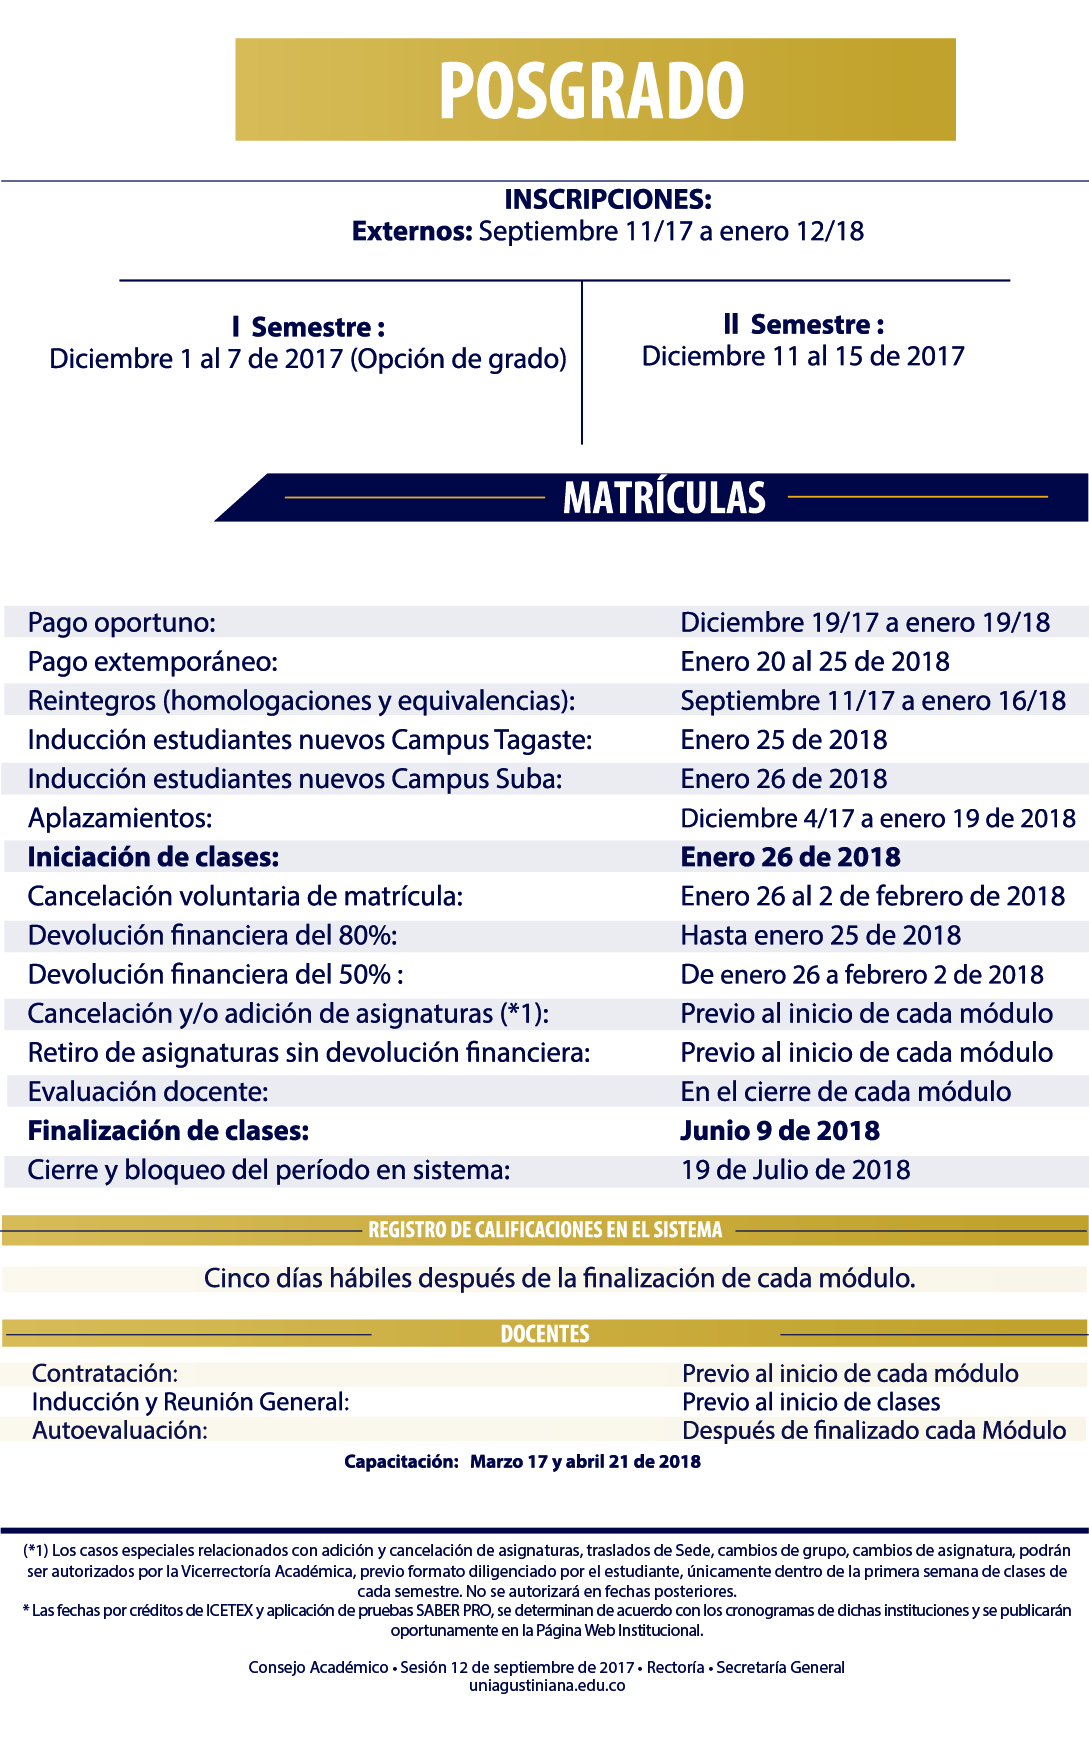 POSGRADO
INSCRIPCIONES:
Externos: Septiembre 11/17 a enero 12/18
I Semestre :
Diciembre 1 al 7 de 2017 (Opción de grado)
II Semestre :
Diciembre 11 al 15 de 2017
MATRÍCULAS
Pago oportuno: Diciembre 19/17 a enero 19/18
Pago extemporáneo: Enero 20 al 25 de 2018
Reintegros (homologaciones y equivalencias): Septiembre 11/17 a enero 16/18
Inducción estudiantes nuevos Campus Tagaste: Enero 25 de 2018
Inducción estudiantes nuevos Campus Suba: Enero 26 de 2018
Aplazamientos: Diciembre 4/17 a enero 19 de 2018
Iniciación de clases: Enero 26 de 2018
Cancelación voluntaria de matrícula: Enero 26 al 2 de febrero de 2018
Devolución financiera del 80%: Hasta enero 25 de 2018
Devolución financiera del 50% : De enero 26 a febrero 2 de 2018
Cancelación y/o adición de asignaturas (*1): Previo al inicio de cada módulo
Retiro de asignaturas sin devolución financiera: Previo al inicio de cada módulo
Evaluación docente: En el cierre de cada módulo
Finalización de clases: Junio 9 de 2018
Cierre y bloqueo del período en sistema: 19 de Julio de 2018
REGISTRO DE CALIFICACIONES EN EL SISTEMA
Cinco días hábiles después de la finalización de cada módulo.
DOCENTES
Contratación: Previo al inicio de cada módulo
Inducción y Reunión General: Previo al inicio de clases
Autoevaluación: Después de finalizado cada Módulo
Capacitación: Marzo 17 y abril 21 de 2018
(*1) Los casos especiales relacionados con adición y cancelación de asignaturas, traslados de Sede, cambios de grupo, cambios de asignatura, podrán
ser autorizados por la Vicerrectoría Académica, previo formato diligenciado por el estudiante, únicamente dentro de la primera semana de clases de
cada semestre. No se autorizará en fechas posteriores.
* Las fechas por créditos de ICETEX y aplicación de pruebas SABER PRO, se determinan de acuerdo con los cronogramas de dichas instituciones y se publicarán
oportunamente en la Página Web Institucional.
Consejo Académico • Sesión 12 de septiembre de 2017 • Rectoría • Secretaría General
uniagustiniana.edu.co